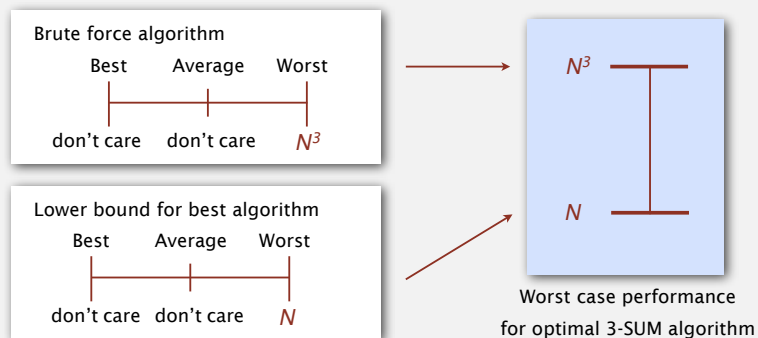 Brute force algorithm
Best Average Worst
don't care don't care N³
Lower bound for best algorithm
Best Average Worst
don't care don't care N
N³
N
Worst case performance
for optimal 3-SUM algorithm